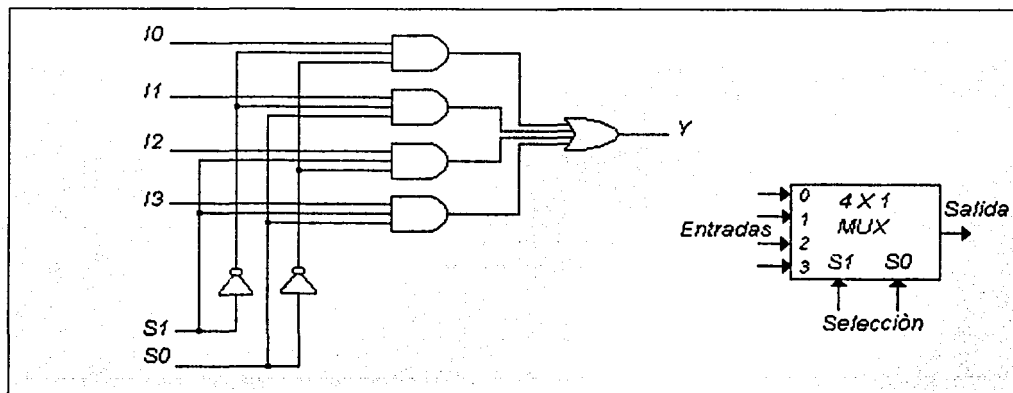 I0
I1
I2
I3
S1
S0
Y
Entradas
0
1
2
3
4 X 1
MUX
S1 S0
Salida
Selecciòn